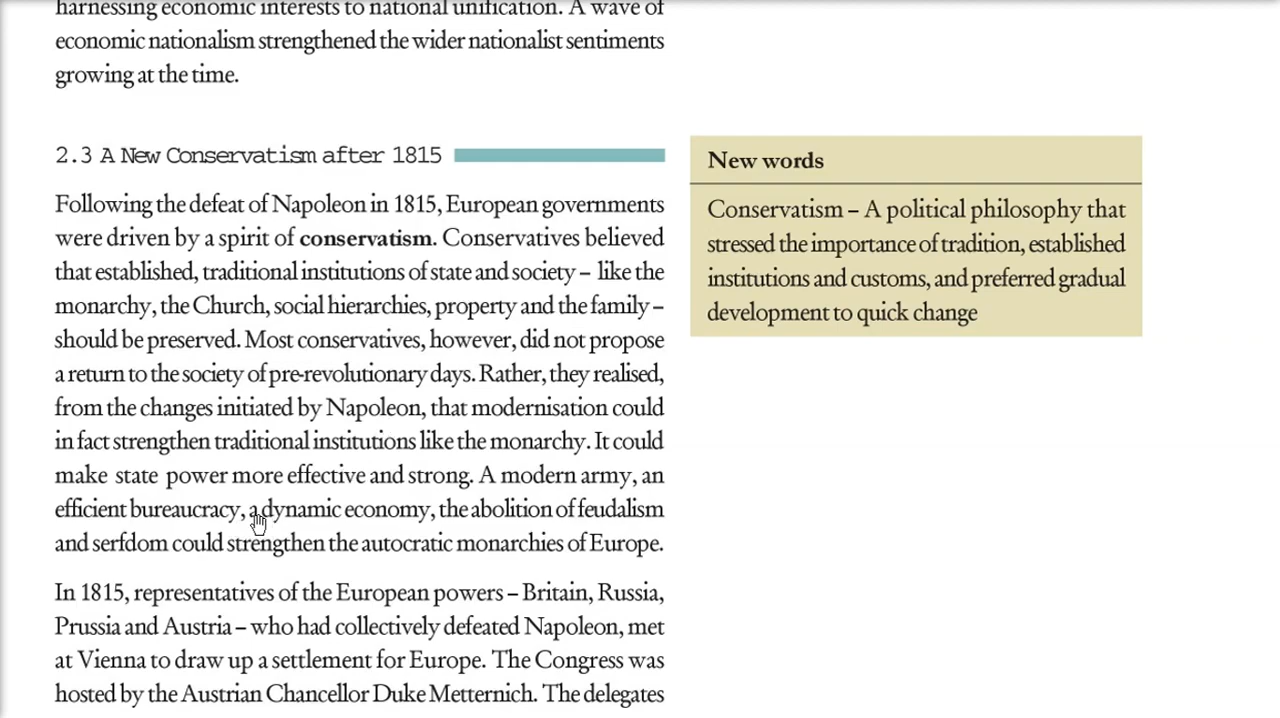 harnessing economic interests to national unification. A wave of
economic nationalism strengthened the wider nationalist sentiments
growing at the time.
2.3 A New Conservatism after 1815
Following the defeat of Napoleon in 1815, European governments
were driven by a spirit of conservatism. Conservatives believed
that established, traditional institutions of state and society – like the
monarchy, the Church, social hierarchies, property and the family –
should be preserved. Most conservatives, however, did not propose
a return to the society of pre-revolutionary days. Rather, they realised,
from the changes initiated by Napoleon, that modernisation could
in fact strengthen traditional institutions like the monarchy. It could
make state power more effective and strong. A modern army, an
efficient bureaucracy, a dynamic economy, the abolition of feudalism
and serfdom could strengthen the autocratic monarchies of Europe.
In 1815, representatives of the European powers – Britain, Russia,
Prussia and Austria – who had collectively defeated Napoleon, met
at Vienna to draw up a settlement for Europe. The Congress was
hosted by the Austrian Chancellor Duke Metternich. The delegates
New words
Conservatism – A political philosophy that
stressed the importance of tradition, established
institutions and customs, and preferred gradual
development to quick change